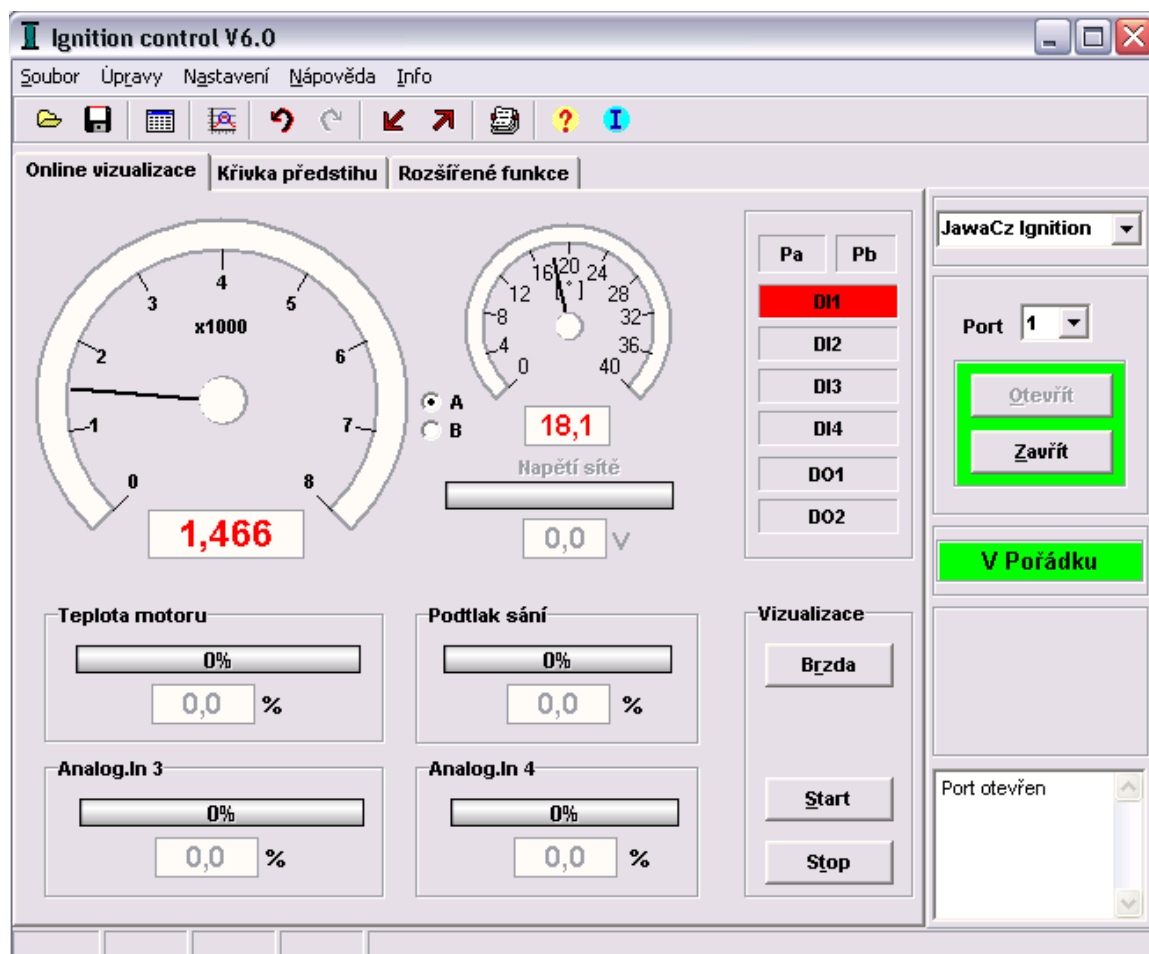 Ignition control V6.0
Soubor Úpravy Nastavení Nápověda Info
? I
Online vizualizace Křivka předstihu Rozšířené funkce
JawaCz Ignition
0 1 2 3 4 5 6 7 8
x1000
1,466
0 4 8 12 16 20 24 28 32 36 40
[ ° ]
A
B
18,1
Napětí sítě
0,0 V
Pa Pb
DI1
DI2
DI3
DI4
DO1
DO2
Port 1
Otevřít
Zavřít
V Pořádku
Teplota motoru
0%
0,0 %
Podtlak sání
0%
0,0 %
Analog.In 3
0%
0,0 %
Analog.In 4
0%
0,0 %
Vizualizace
Brzda
Start
Stop
Port otevřen